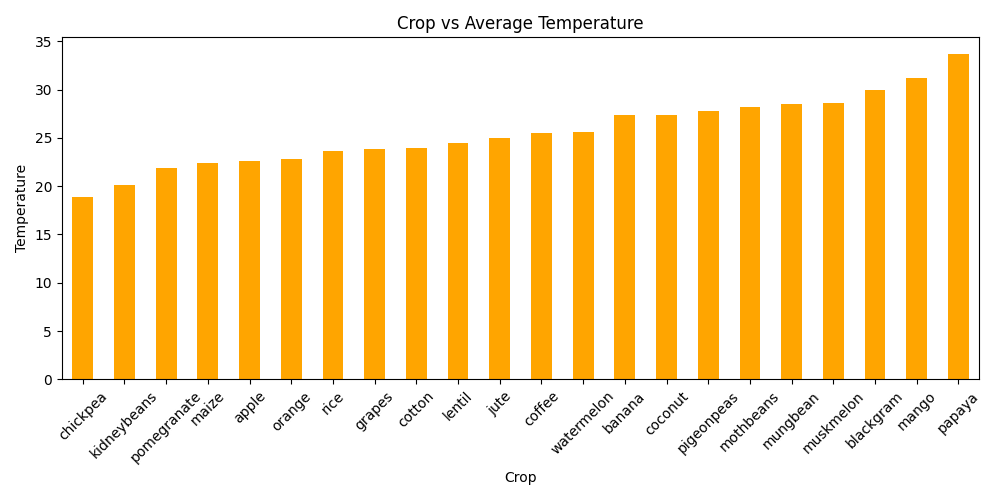 Crop vs Average Temperature
35
30
25
20
15
10
5
0
Temperature
chickpea
kidneybeans
pomegranate
maize
apple
orange
rice
grapes
cotton
lentil
jute
coffee
watermelon
banana
coconut
pigeonpeas
mothbeans
mungbean
muskmelon
blackgram
mango
papaya
Crop